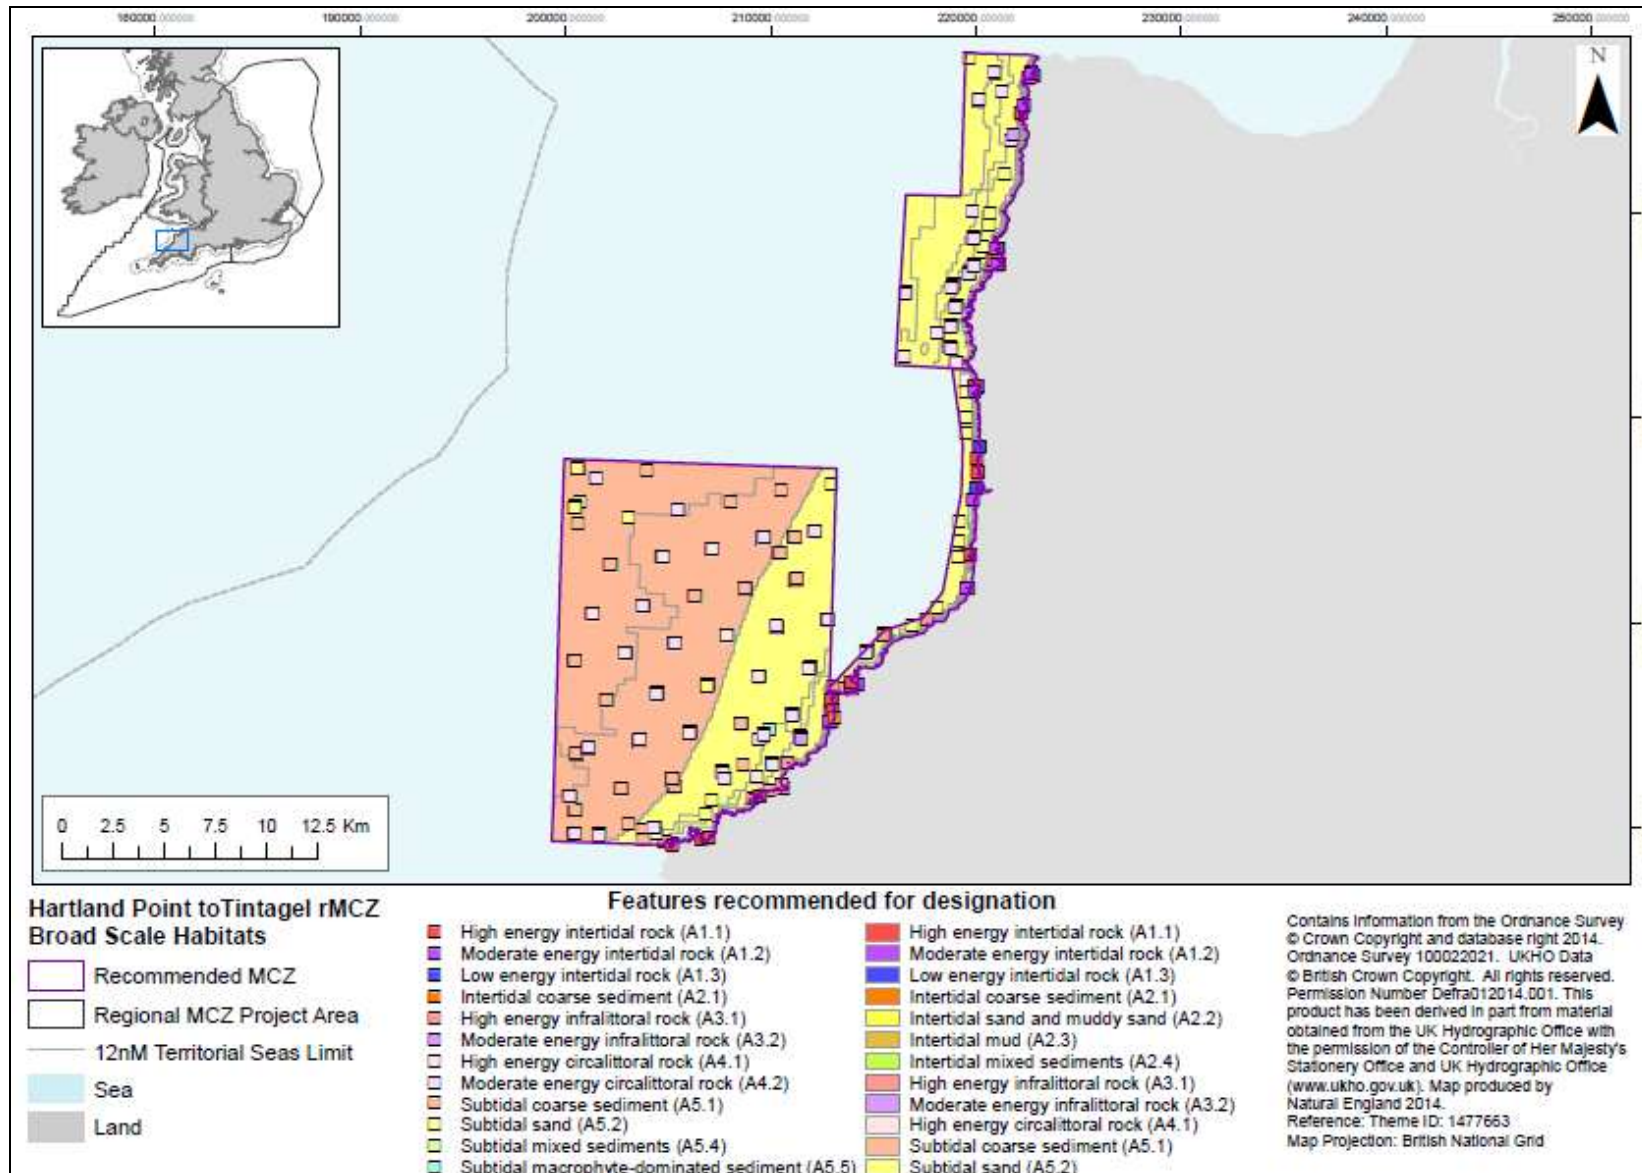 180000.000000 190000.000000 200000.000000 210000.000000 220000.000000 230000.000000 240000.000000 250000.000000
N
0 2.5 5 7.5 10 12.5 Km
Hartland Point toTintagel rMCZ
Broad Scale Habitats
Recommended MCZ
Regional MCZ Project Area
12nM Territorial Seas Limit
Sea
Land
Features recommended for designation
High energy intertidal rock (A1.1)
Moderate energy intertidal rock (A1.2)
Low energy intertidal rock (A1.3)
Intertidal coarse sediment (A2.1)
High energy infralittoral rock (A3.1)
Moderate energy infralittoral rock (A3.2)
High energy circalittoral rock (A4.1)
Moderate energy circalittoral rock (A4.2)
Subtidal coarse sediment (A5.1)
Subtidal sand (A5.2)
Subtidal mixed sediments (A5.4)
Subtidal macrophyte-dominated sediment (A5.5)
High energy intertidal rock (A1.1)
Moderate energy intertidal rock (A1.2)
Low energy intertidal rock (A1.3)
Intertidal coarse sediment (A2.1)
Intertidal sand and muddy sand (A2.2)
Intertidal mud (A2.3)
Intertidal mixed sediments (A2.4)
High energy infralittoral rock (A3.1)
Moderate energy infralittoral rock (A3.2)
High energy circalittoral rock (A4.1)
Subtidal coarse sediment (A5.1)
Subtidal sand (A5.2)
Contains Information from the Ordnance Survey
© Crown Copyright and database right 2014.
Ordnance Survey 100022021. UKHO Data
© British Crown Copyright. All rights reserved.
Permission Number Defra012014.001. This
product has been derived in part from material
obtained from the UK Hydrographic Office with
the permission of the Controller of Her Majesty's
Stationery Office and UK Hydrographic Office
(www.ukho.gov.uk). Map produced by
Natural England 2014.
Reference: Theme ID: 1477663
Map Projection: British National Grid